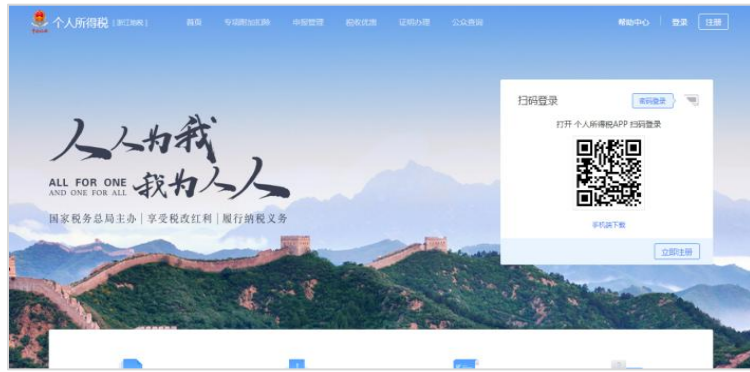 个人所得税
首页
专项附加扣除
申报管理
税收优惠
证明办理
公众查询
帮助中心
登录
注册
扫码登录
密码登录
打开 个人所得税APP 扫码登录
手机端下载
立即注册
人人为我
ALL FOR ONE
AND ONE FOR ALL
我为人人
国家税务总局主办 | 享受税改红利 | 履行纳税义务